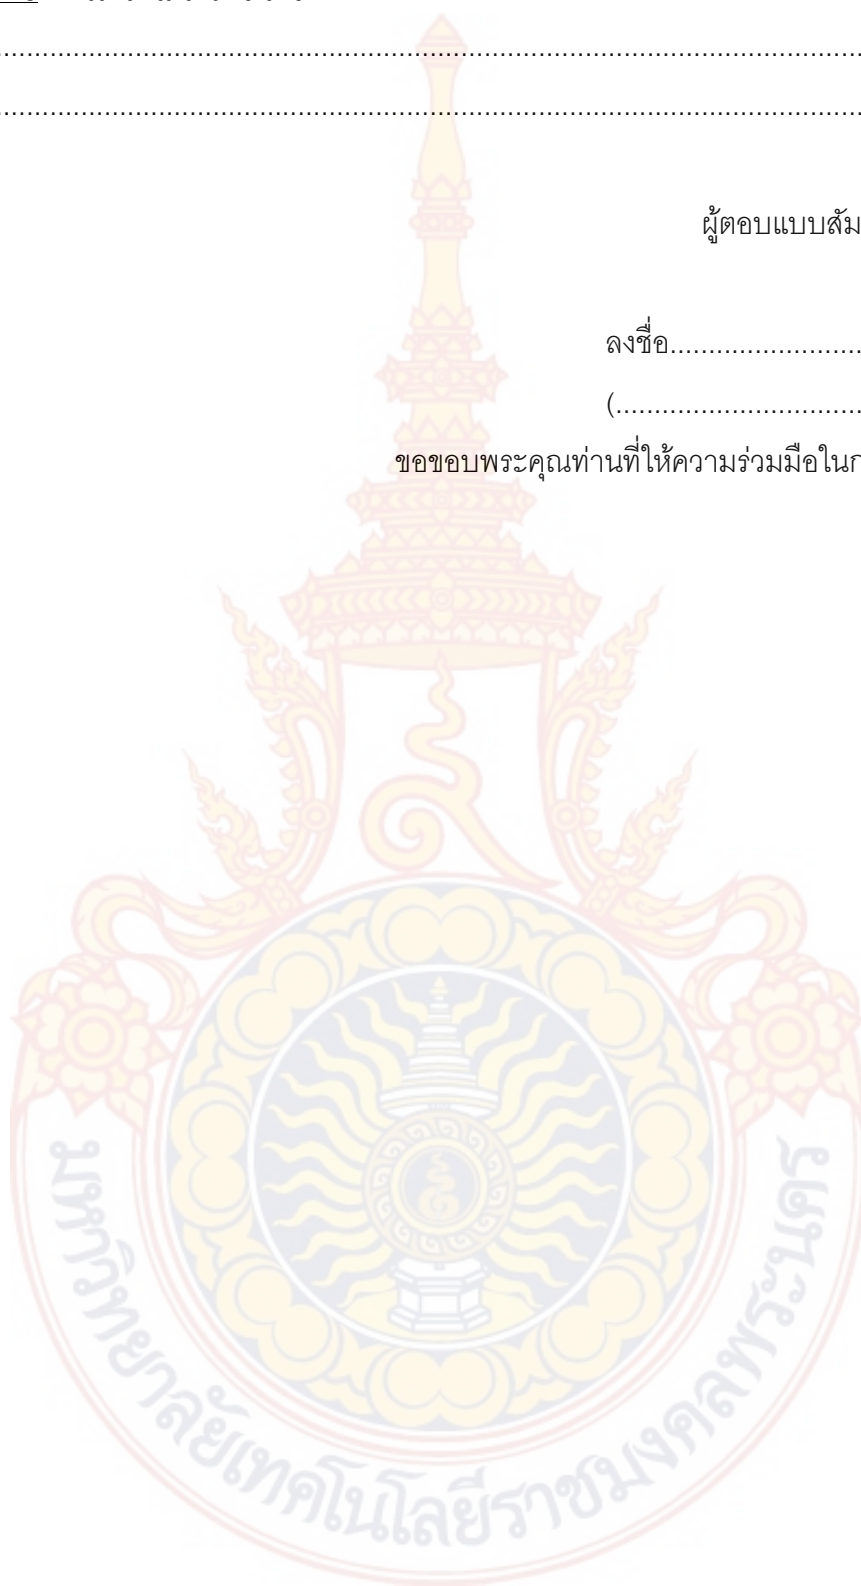 ........................................................................................................................
........................................................................................................................
ผู้ตอบแบบสัม
ลงชื่อ.........................
(................................
ขอขอบพระคุณท่านที่ให้ความร่วมมือในก
มหาวิทยาลัยเทคโนโลยีราชมงคลพระนคร